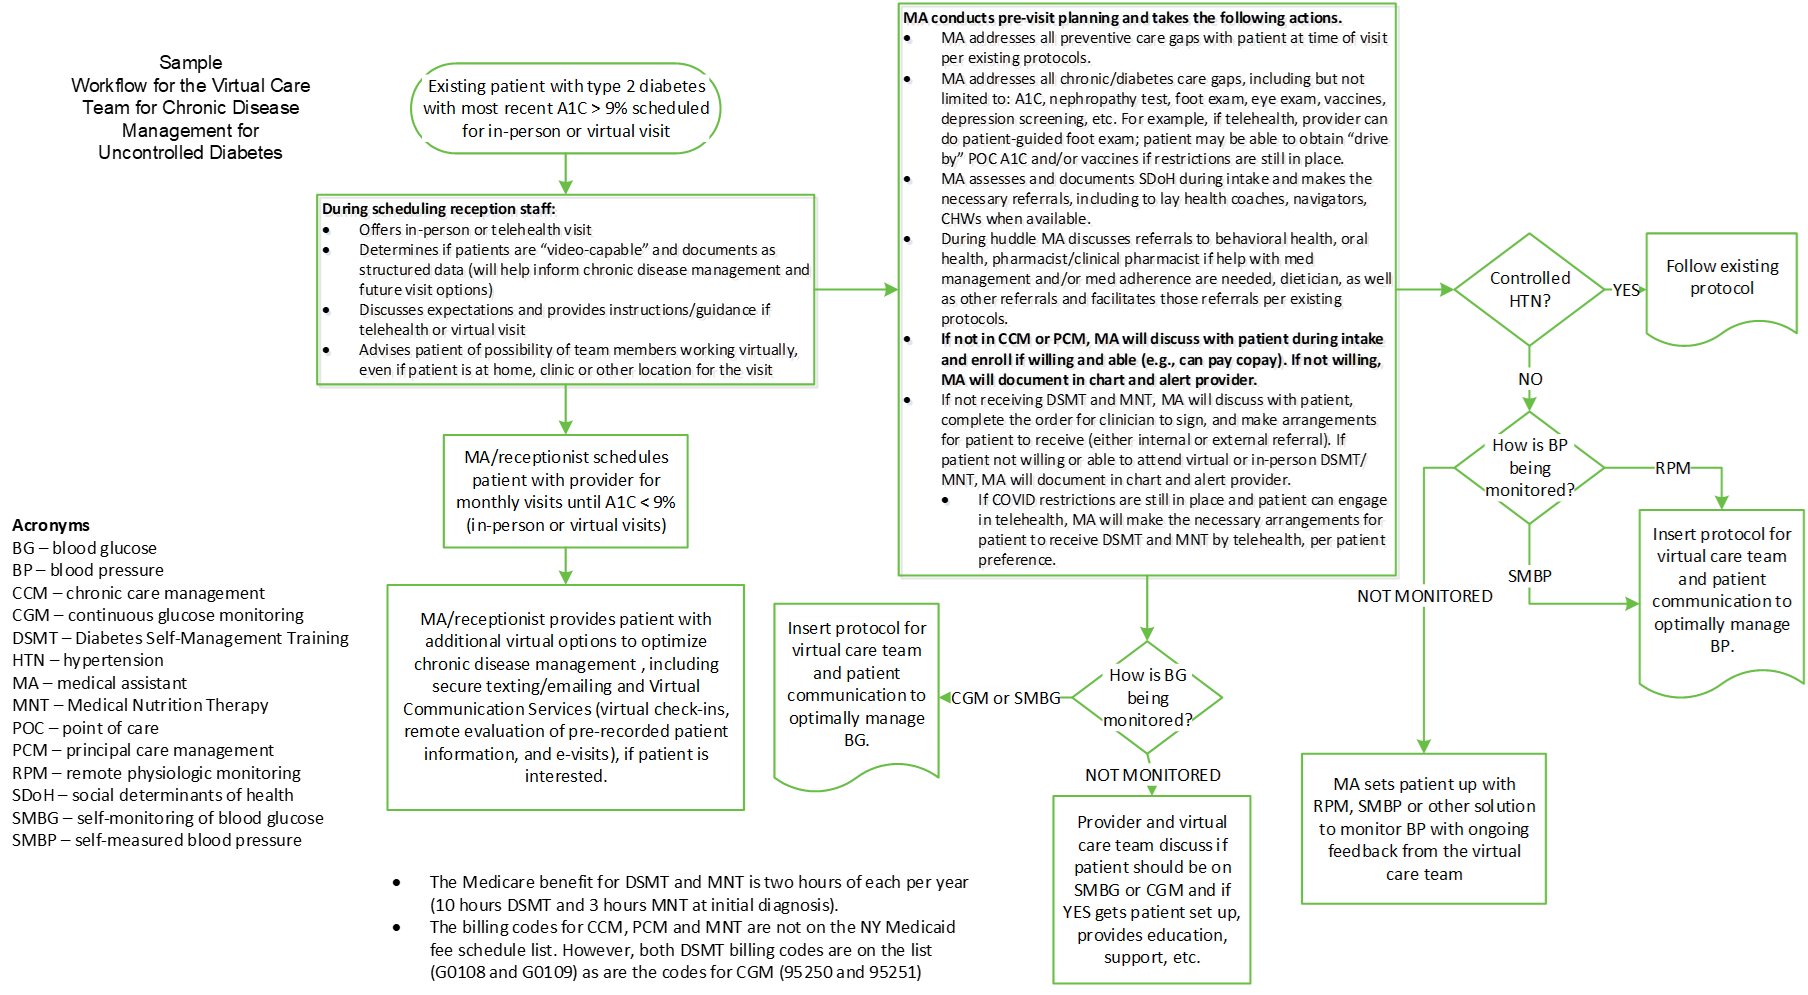 Sample
Workflow for the Virtual Care
Team for Chronic Disease
Management for
Uncontrolled Diabetes
Existing patient with type 2 diabetes
with most recent A1C > 9% scheduled
for in-person or virtual visit
During scheduling reception staff:
• Offers in-person or telehealth visit
• Determines if patients are “video-capable” and documents as
structured data (will help inform chronic disease management and
future visit options)
• Discusses expectations and provides instructions/guidance if
telehealth or virtual visit
• Advises patient of possibility of team members working virtually,
even if patient is at home, clinic or other location for the visit
MA/receptionist schedules
patient with provider for
monthly visits until A1C < 9%
(in-person or virtual visits)
MA/receptionist provides patient with
additional virtual options to optimize
chronic disease management , including
secure texting/emailing and Virtual
Communication Services (virtual check-ins,
remote evaluation of pre-recorded patient
information, and e-visits), if patient is
interested.
MA conducts pre-visit planning and takes the following actions.
• MA addresses all preventive care gaps with patient at time of visit
per existing protocols.
• MA addresses all chronic/diabetes care gaps, including but not
limited to: A1C, nephropathy test, foot exam, eye exam, vaccines,
depression screening, etc. For example, if telehealth, provider can
do patient-guided foot exam; patient may be able to obtain “drive
by” POC A1C and/or vaccines if restrictions are still in place.
• MA assesses and documents SDoH during intake and makes the
necessary referrals, including to lay health coaches, navigators,
CHWs when available.
• During huddle MA discusses referrals to behavioral health, oral
health, pharmacist/clinical pharmacist if help with med
management and/or med adherence are needed, dietician, as well
as other referrals and facilitates those referrals per existing
protocols.
• If not in CCM or PCM, MA will discuss with patient during intake
and enroll if willing and able (e.g., can pay copay). If not willing,
MA will document in chart and alert provider.
• If not receiving DSMT and MNT, MA will discuss with patient,
complete the order for clinician to sign, and make arrangements
for patient to receive (either internal or external referral). If
patient not willing or able to attend virtual or in-person DSMT/
MNT, MA will document in chart and alert provider.
• If COVID restrictions are still in place and patient can engage
in telehealth, MA will make the necessary arrangements for
patient to receive DSMT and MNT by telehealth, per patient
preference.
Controlled
HTN?
YES
Follow existing
protocol
NO
How is BP
being
monitored?
RPM
SMBP
NOT MONITORED
Insert protocol for
virtual care team
and patient
communication to
optimally manage
BP.
MA sets patient up with
RPM, SMBP or other solution
to monitor BP with ongoing
feedback from the virtual
care team
How is BG
being
monitored?
CGM or SMBG
Insert protocol for
virtual care team
and patient
communication to
optimally manage
BG.
NOT MONITORED
Provider and virtual
care team discuss if
patient should be on
SMBG or CGM and if
YES gets patient set up,
provides education,
support, etc.
Acronyms
BG – blood glucose
BP – blood pressure
CCM – chronic care management
CGM – continuous glucose monitoring
DSMT – Diabetes Self-Management Training
HTN – hypertension
MA – medical assistant
MNT – Medical Nutrition Therapy
POC – point of care
PCM – principal care management
RPM – remote physiologic monitoring
SDoH – social determinants of health
SMBG – self-monitoring of blood glucose
SMBP – self-measured blood pressure
• The Medicare benefit for DSMT and MNT is two hours of each per year
(10 hours DSMT and 3 hours MNT at initial diagnosis).
• The billing codes for CCM, PCM and MNT are not on the NY Medicaid
fee schedule list. However, both DSMT billing codes are on the list
(G0108 and G0109) as are the codes for CGM (95250 and 95251)